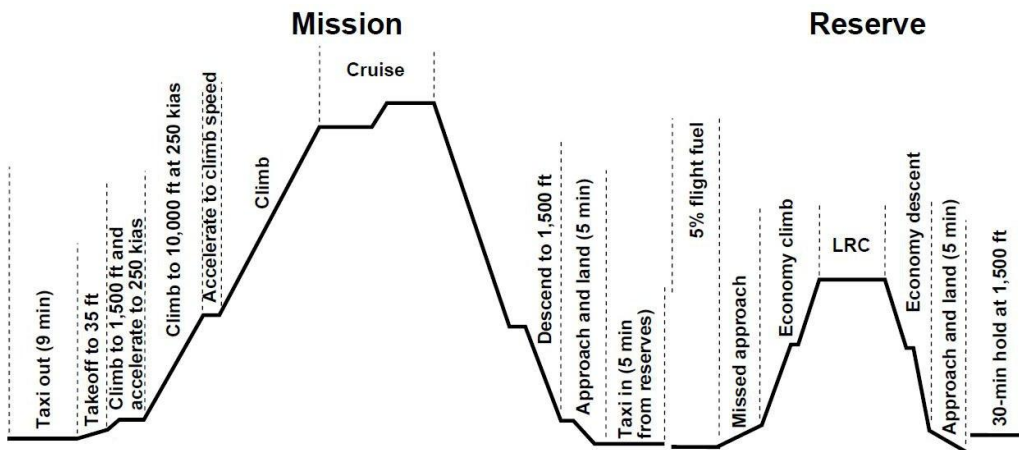 Mission
Reserve
Cruise
Taxi out (9 min)
Takeoff to 35 ft
Climb to 1,500 ft and
accelerate to 250 kias
Climb to 10,000 ft at 250 kias
Accelerate to climb speed
Climb
Descend to 1,500 ft
Approach and land (5 min)
Taxi in (5 min
from reserves)
5% flight fuel
Missed approach
Economy climb
LRC
Economy descent
Approach and land (5 min)
30-min hold at 1,500 ft